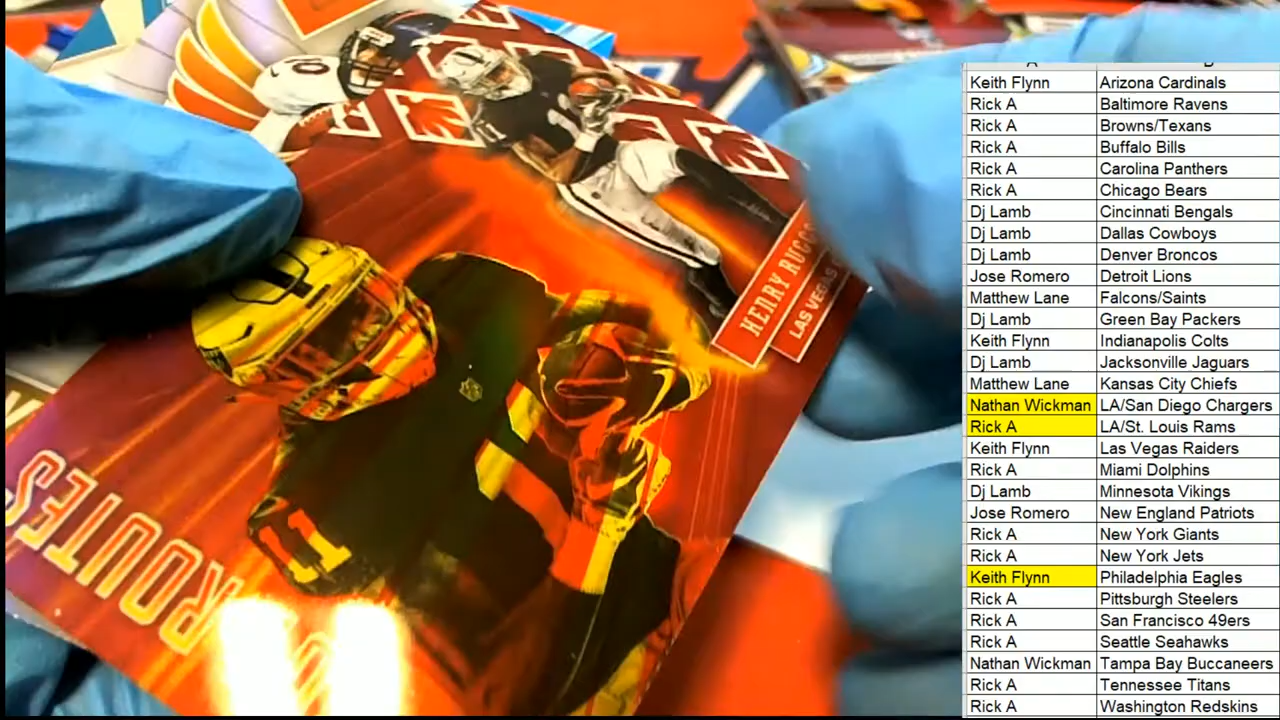 HENRY RUGGS
LAS VEGAS
ROUTES
11
Keith Flynn Arizona Cardinals
Rick A Baltimore Ravens
Rick A Browns/Texans
Rick A Buffalo Bills
Rick A Carolina Panthers
Rick A Chicago Bears
Dj Lamb Cincinnati Bengals
Dj Lamb Dallas Cowboys
Dj Lamb Denver Broncos
Jose Romero Detroit Lions
Matthew Lane Falcons/Saints
Dj Lamb Green Bay Packers
Keith Flynn Indianapolis Colts
Dj Lamb Jacksonville Jaguars
Matthew Lane Kansas City Chiefs
Nathan Wickman LA/San Diego Chargers
Rick A LA/St. Louis Rams
Keith Flynn Las Vegas Raiders
Rick A Miami Dolphins
Dj Lamb Minnesota Vikings
Jose Romero New England Patriots
Rick A New York Giants
Rick A New York Jets
Keith Flynn Philadelphia Eagles
Rick A Pittsburgh Steelers
Rick A San Francisco 49ers
Rick A Seattle Seahawks
Nathan Wickman Tampa Bay Buccaneers
Rick A Tennessee Titans
Rick A Washington Redskins